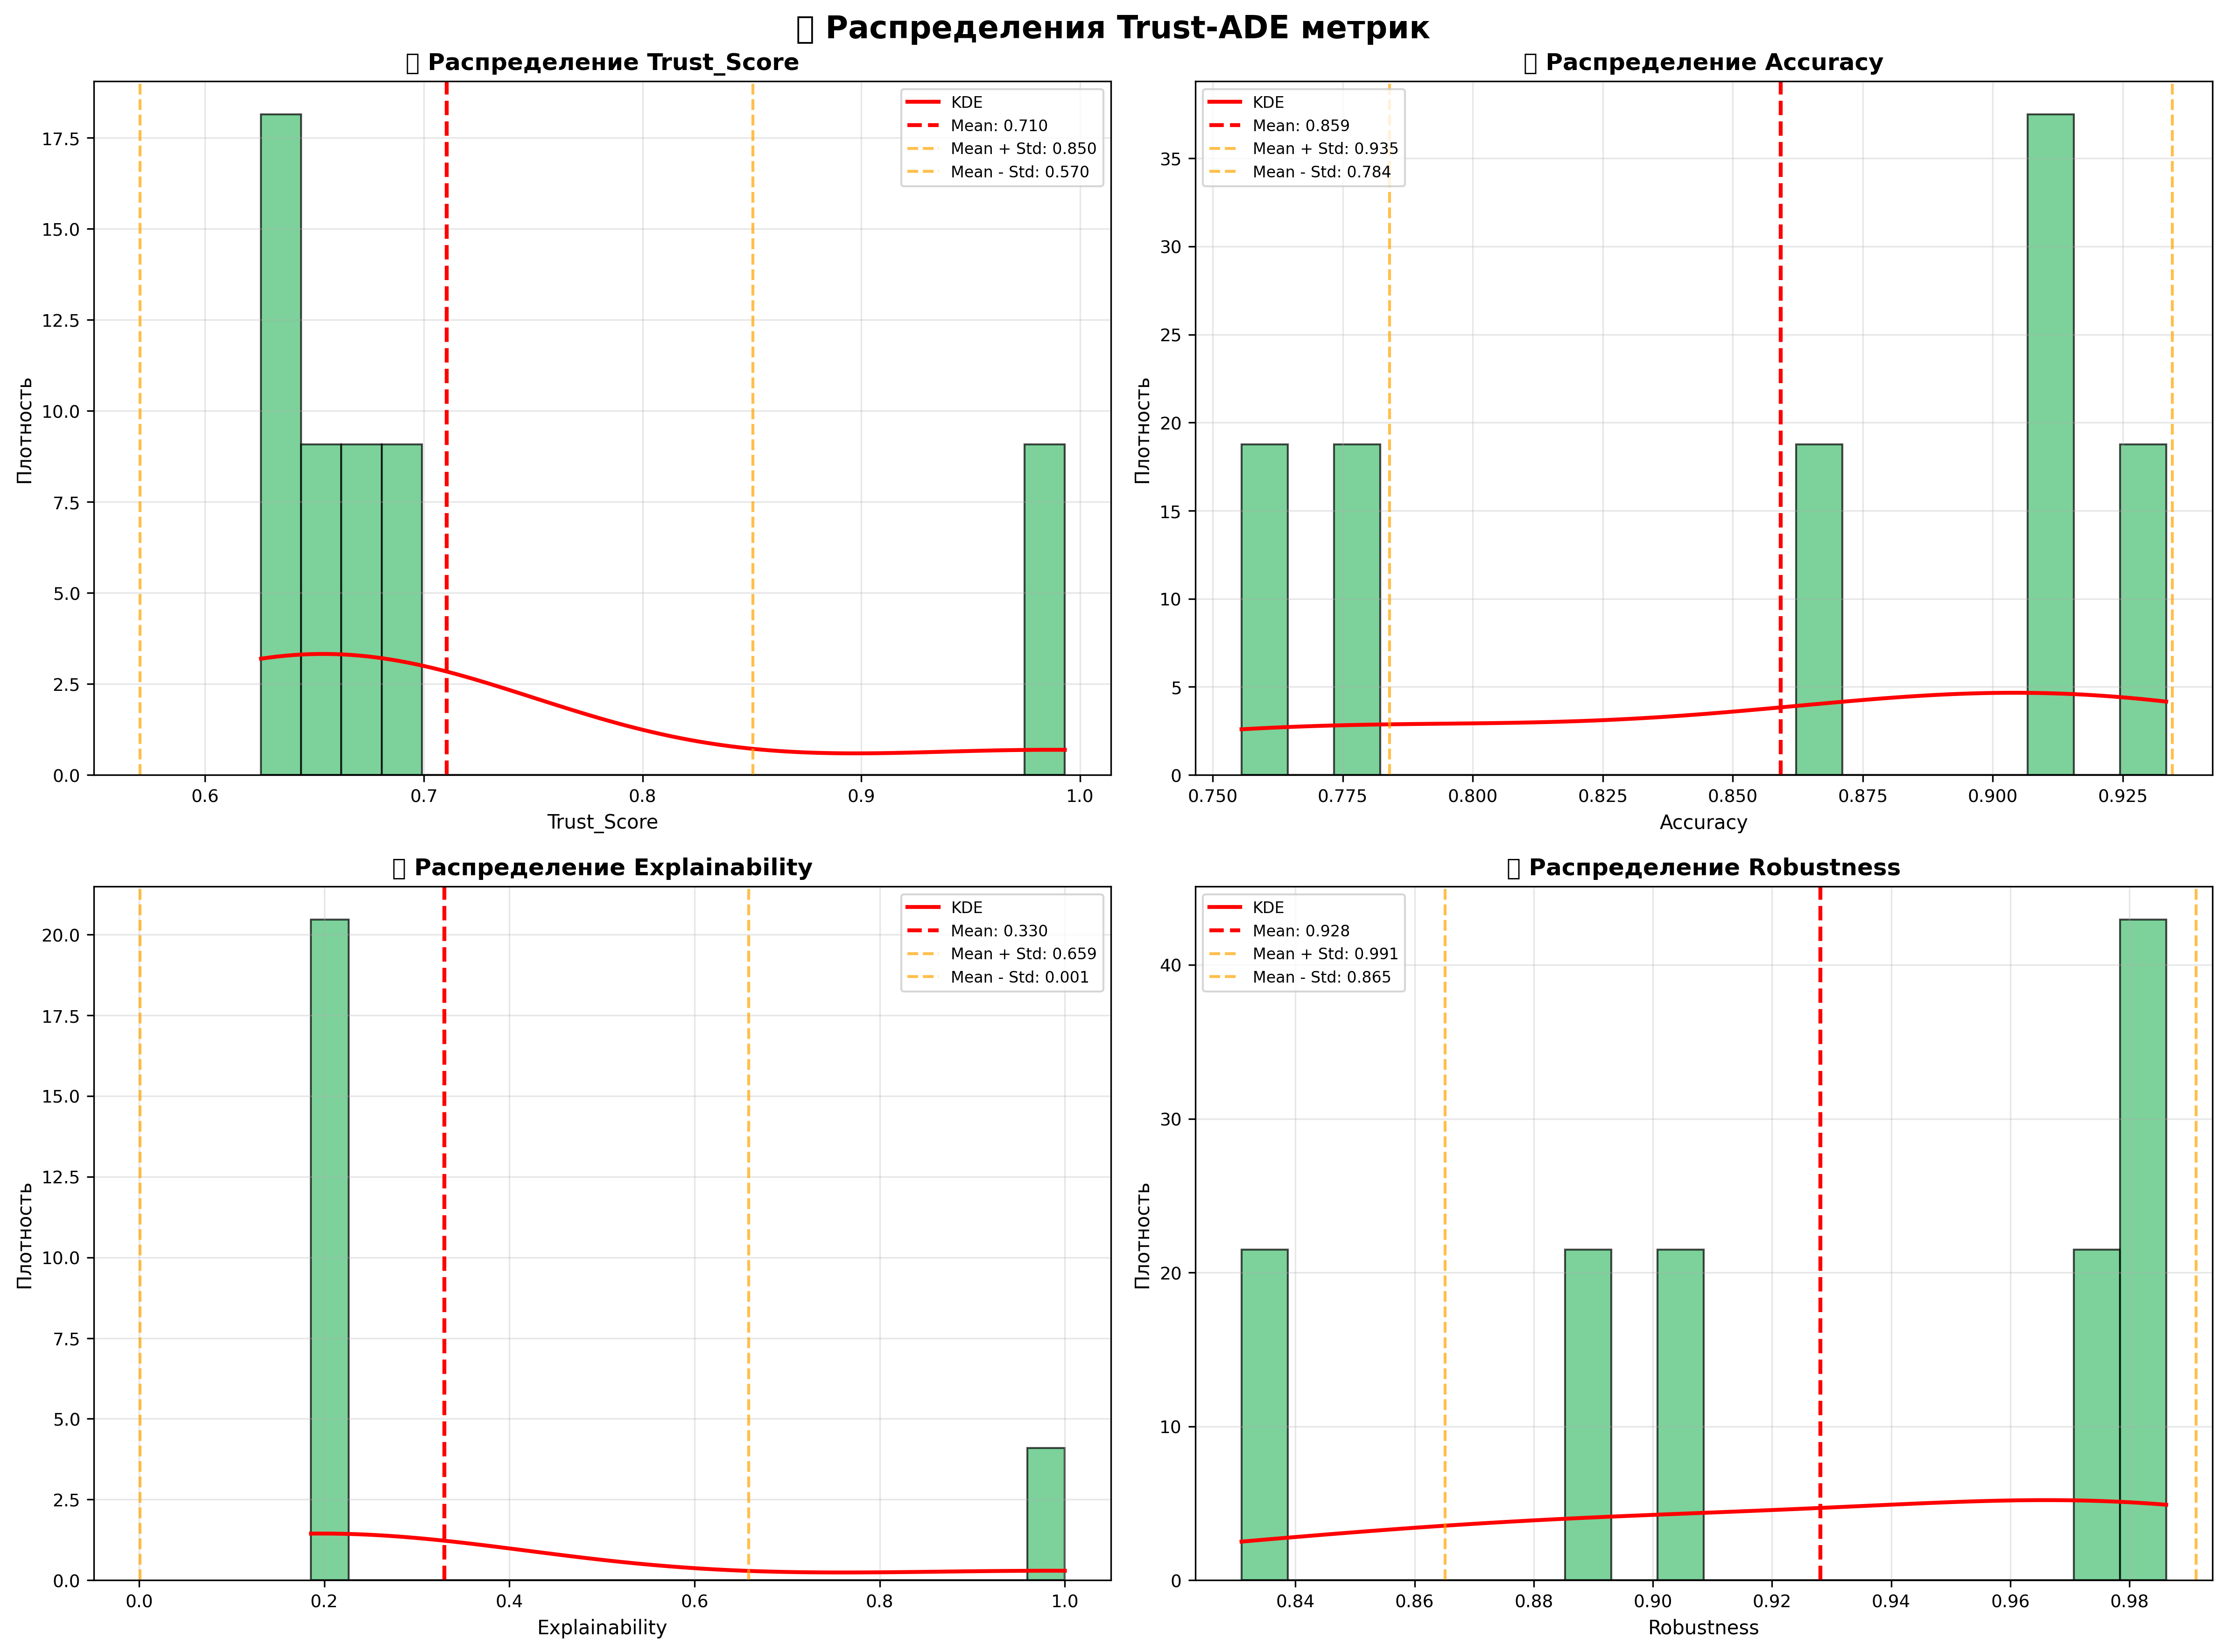 ▯ Распределения Trust-ADE метрик
▯ Распределение Trust_Score
KDE
Mean: 0.710
Mean + Std: 0.850
Mean - Std: 0.570
Плотность
17.5
15.0
12.5
10.0
7.5
5.0
2.5
0.0
0.6
0.7
0.8
0.9
1.0
Trust_Score
▯ Распределение Accuracy
KDE
Mean: 0.859
Mean + Std: 0.935
Mean - Std: 0.784
Плотность
35
30
25
20
15
10
5
0
0.750
0.775
0.800
0.825
0.850
0.875
0.900
0.925
Accuracy
▯ Распределение Explainability
KDE
Mean: 0.330
Mean + Std: 0.659
Mean - Std: 0.001
Плотность
20.0
17.5
15.0
12.5
10.0
7.5
5.0
2.5
0.0
0.0
0.2
0.4
0.6
0.8
1.0
Explainability
▯ Распределение Robustness
KDE
Mean: 0.928
Mean + Std: 0.991
Mean - Std: 0.865
Плотность
40
30
20
10
0
0.84
0.86
0.88
0.90
0.92
0.94
0.96
0.98
Robustness